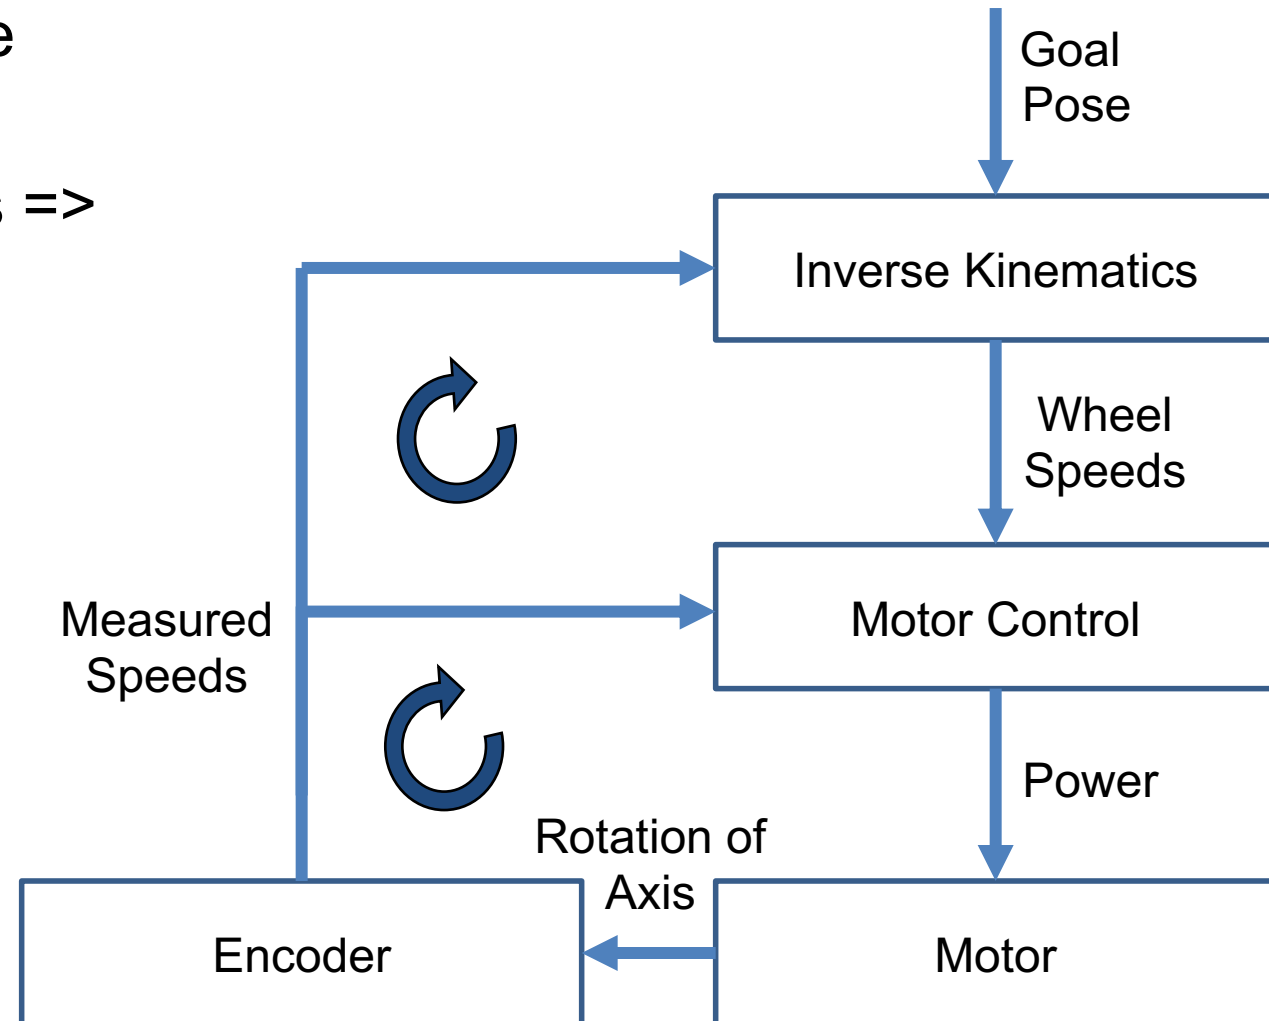 e
Goal
Pose
s =>
Inverse Kinematics
Wheel
Speeds
Measured
Speeds
Motor Control
Power
Rotation of
Axis
Encoder
Motor